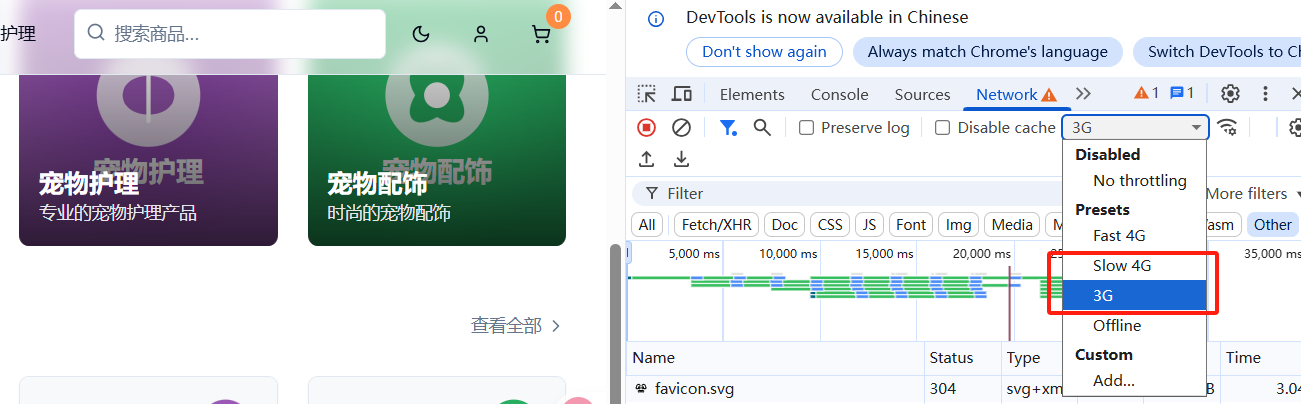 护理
搜索商品...
0
宠物护理
宠物护理
专业的宠物护理产品
宠物配饰
宠物配饰
时尚的宠物配饰
查看全部
DevTools is now available in Chinese
Don't show again
Always match Chrome's language
Switch DevTools to
Elements
Console
Sources
Network
1
1
Preserve log
Disable cache
3G
Disabled
No throttling
Presets
Fast 4G
Slow 4G
3G
Offline
Custom
Add...
Filter
More filters
All
Fetch/XHR
Doc
CSS
JS
Font
Img
Media
Other
5,000 ms
10,000 ms
15,000 ms
20,000 ms
35,000 ms
Name
Status
Type
Time
favicon.svg
304
svg+xm
B
3.04